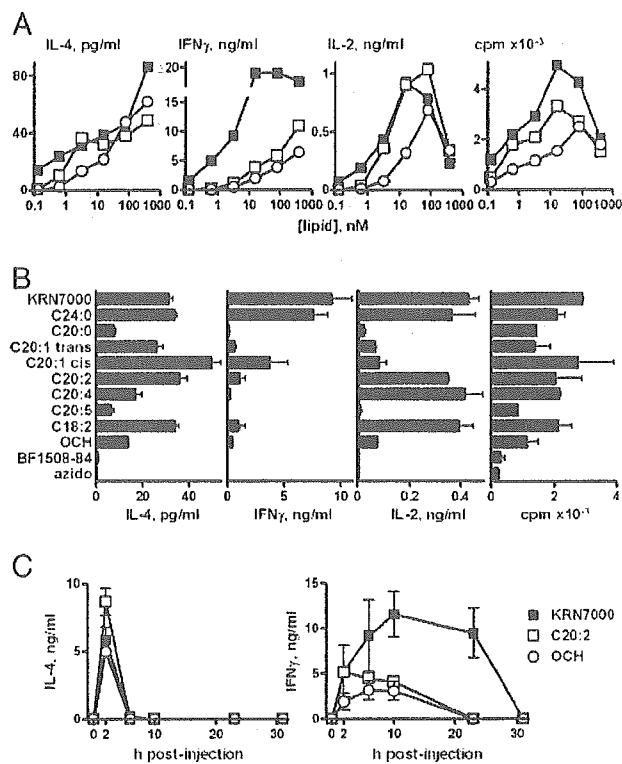 A
IL-4, pg/ml IFNγ, ng/ml IL-2, ng/ml cpm x10⁻³
80
40
0
20
15
10
5
0
1
0.5
0
4
2
0
0.1 1 10 100 1000 0.1 1 10 100 1000 0.1 1 10 100 1000 0.1 1 10 100 1000
[lipid], nM
B
KRN7000
C24:0
C20:0
C20:1 trans
C20:1 cis
C20:2
C20:4
C20:5
C18:2
OCH
BF1508-84
azido
0 20 40 0 5 10 0 0.2 0.4 0 2 4
IL-4, pg/ml IFNγ, ng/ml IL-2, ng/ml cpm x10⁻³
C
IL-4, ng/ml
10
5
0
0 2 10 20 30
h post-injection
IFNγ, ng/ml
15
10
5
0
0 2 10 20 30
h post-injection
KRN7000
C20:2
OCH